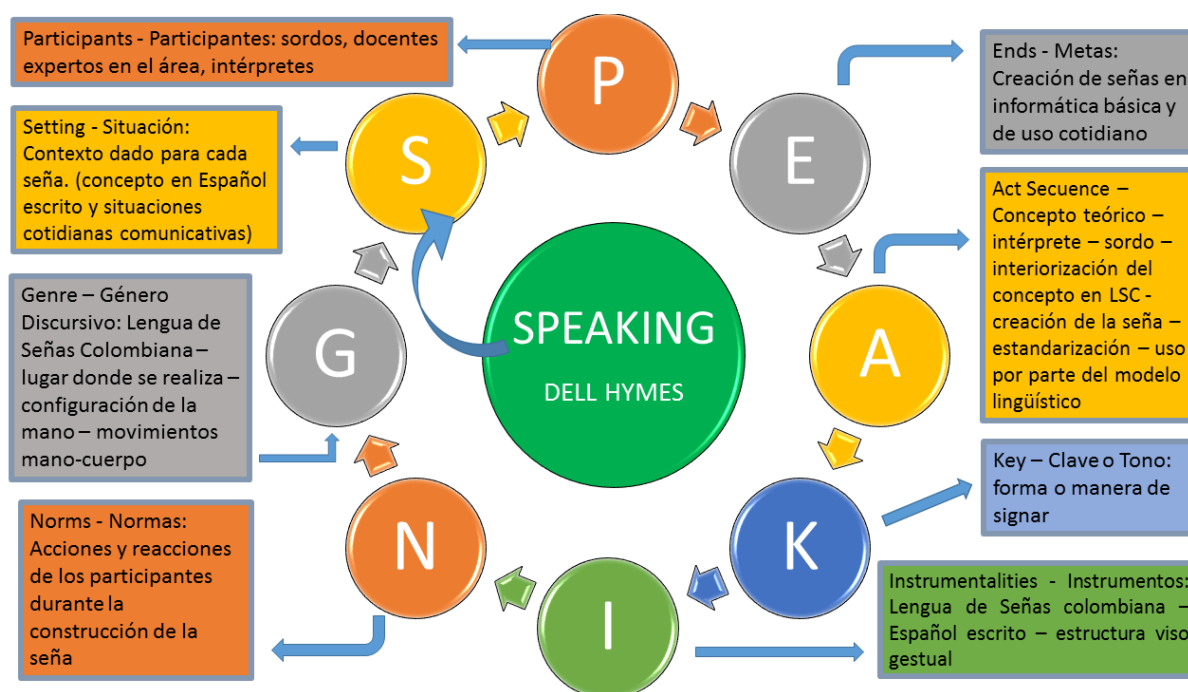 Participants - Participantes: sordos, docentes
expertos en el área, intérpretes
P
Ends - Metas:
Creación de señas en
informática básica y
de uso cotidiano
Setting - Situación:
Contexto dado para cada
seña. (concepto en Español
escrito y situaciones
cotidianas comunicativas)
S
E
Act Secuence –
Concepto teórico –
intérprete – sordo –
interiorización del
concepto en LSC -
creación de la seña –
estandarización – uso
por parte del modelo
lingüístico
Genre – Género
Discursivo: Lengua de
Señas Colombiana –
lugar donde se realiza –
configuración de la
mano – movimientos
mano-cuerpo
G
SPEAKING
DELL HYMES
A
Key – Clave o Tono:
forma o manera de
signar
Norms - Normas:
Acciones y reacciones
de los participantes
durante la
construcción de la
seña
N
K
I
Instrumentalities - Instrumentos:
Lengua de Señas colombiana –
Español escrito – estructura viso
gestual